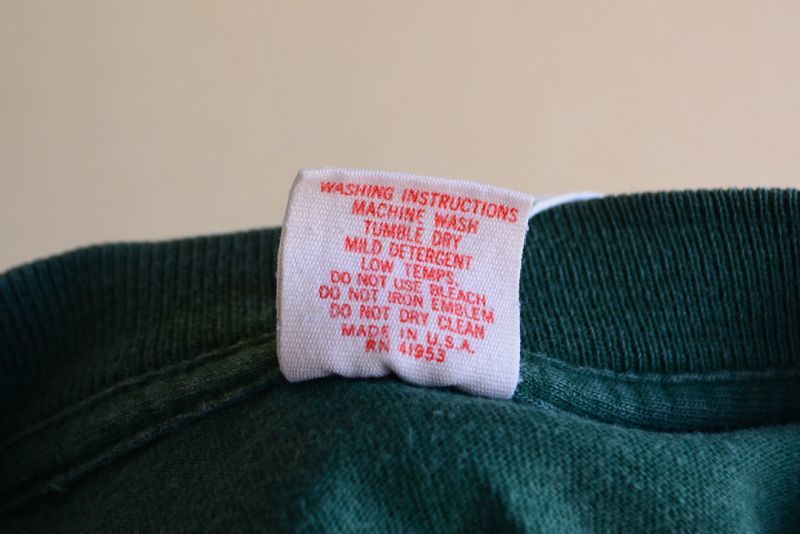 WASHING INSTRUCTIONS
MACHINE WASH
TUMBLE DRY
MILD DETERGENT
LOW TEMPS.
DO NOT USE BLEACH
DO NOT IRON EMBLEM
DO NOT DRY CLEAN
MADE IN U.S.A.
RN 41953